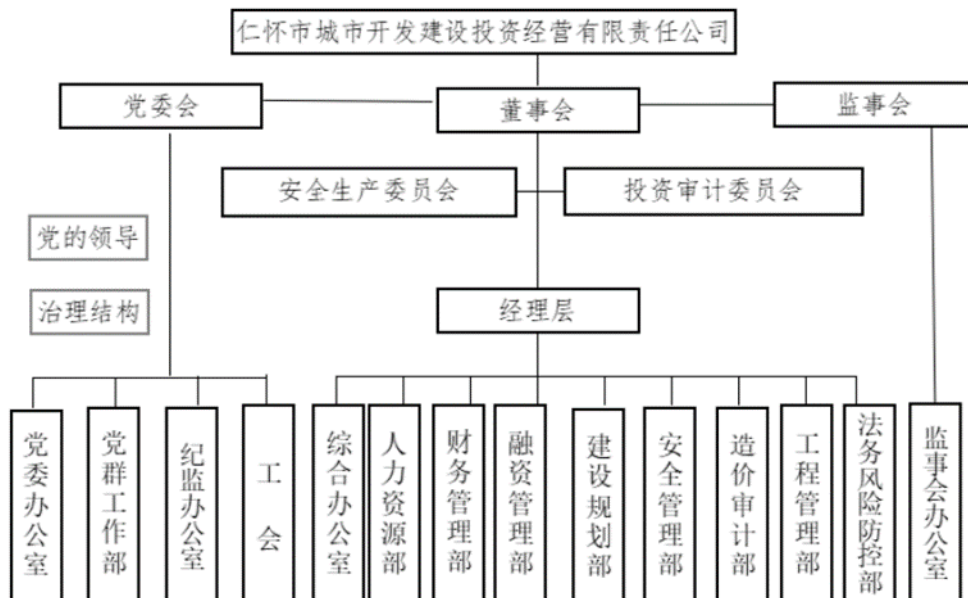 仁怀市城市开发建设投资经营有限责任公司
党委会
董事会
监事会
安全生产委员会
投资审计委员会
党的领导
治理结构
经理层
党委办公室
党群工作部
纪监办公室
工会
综合办公室
人力资源部
财务管理部
融资管理部
建设规划部
安全管理部
造价审计部
工程管理部
法务风险防控部
监事会办公室